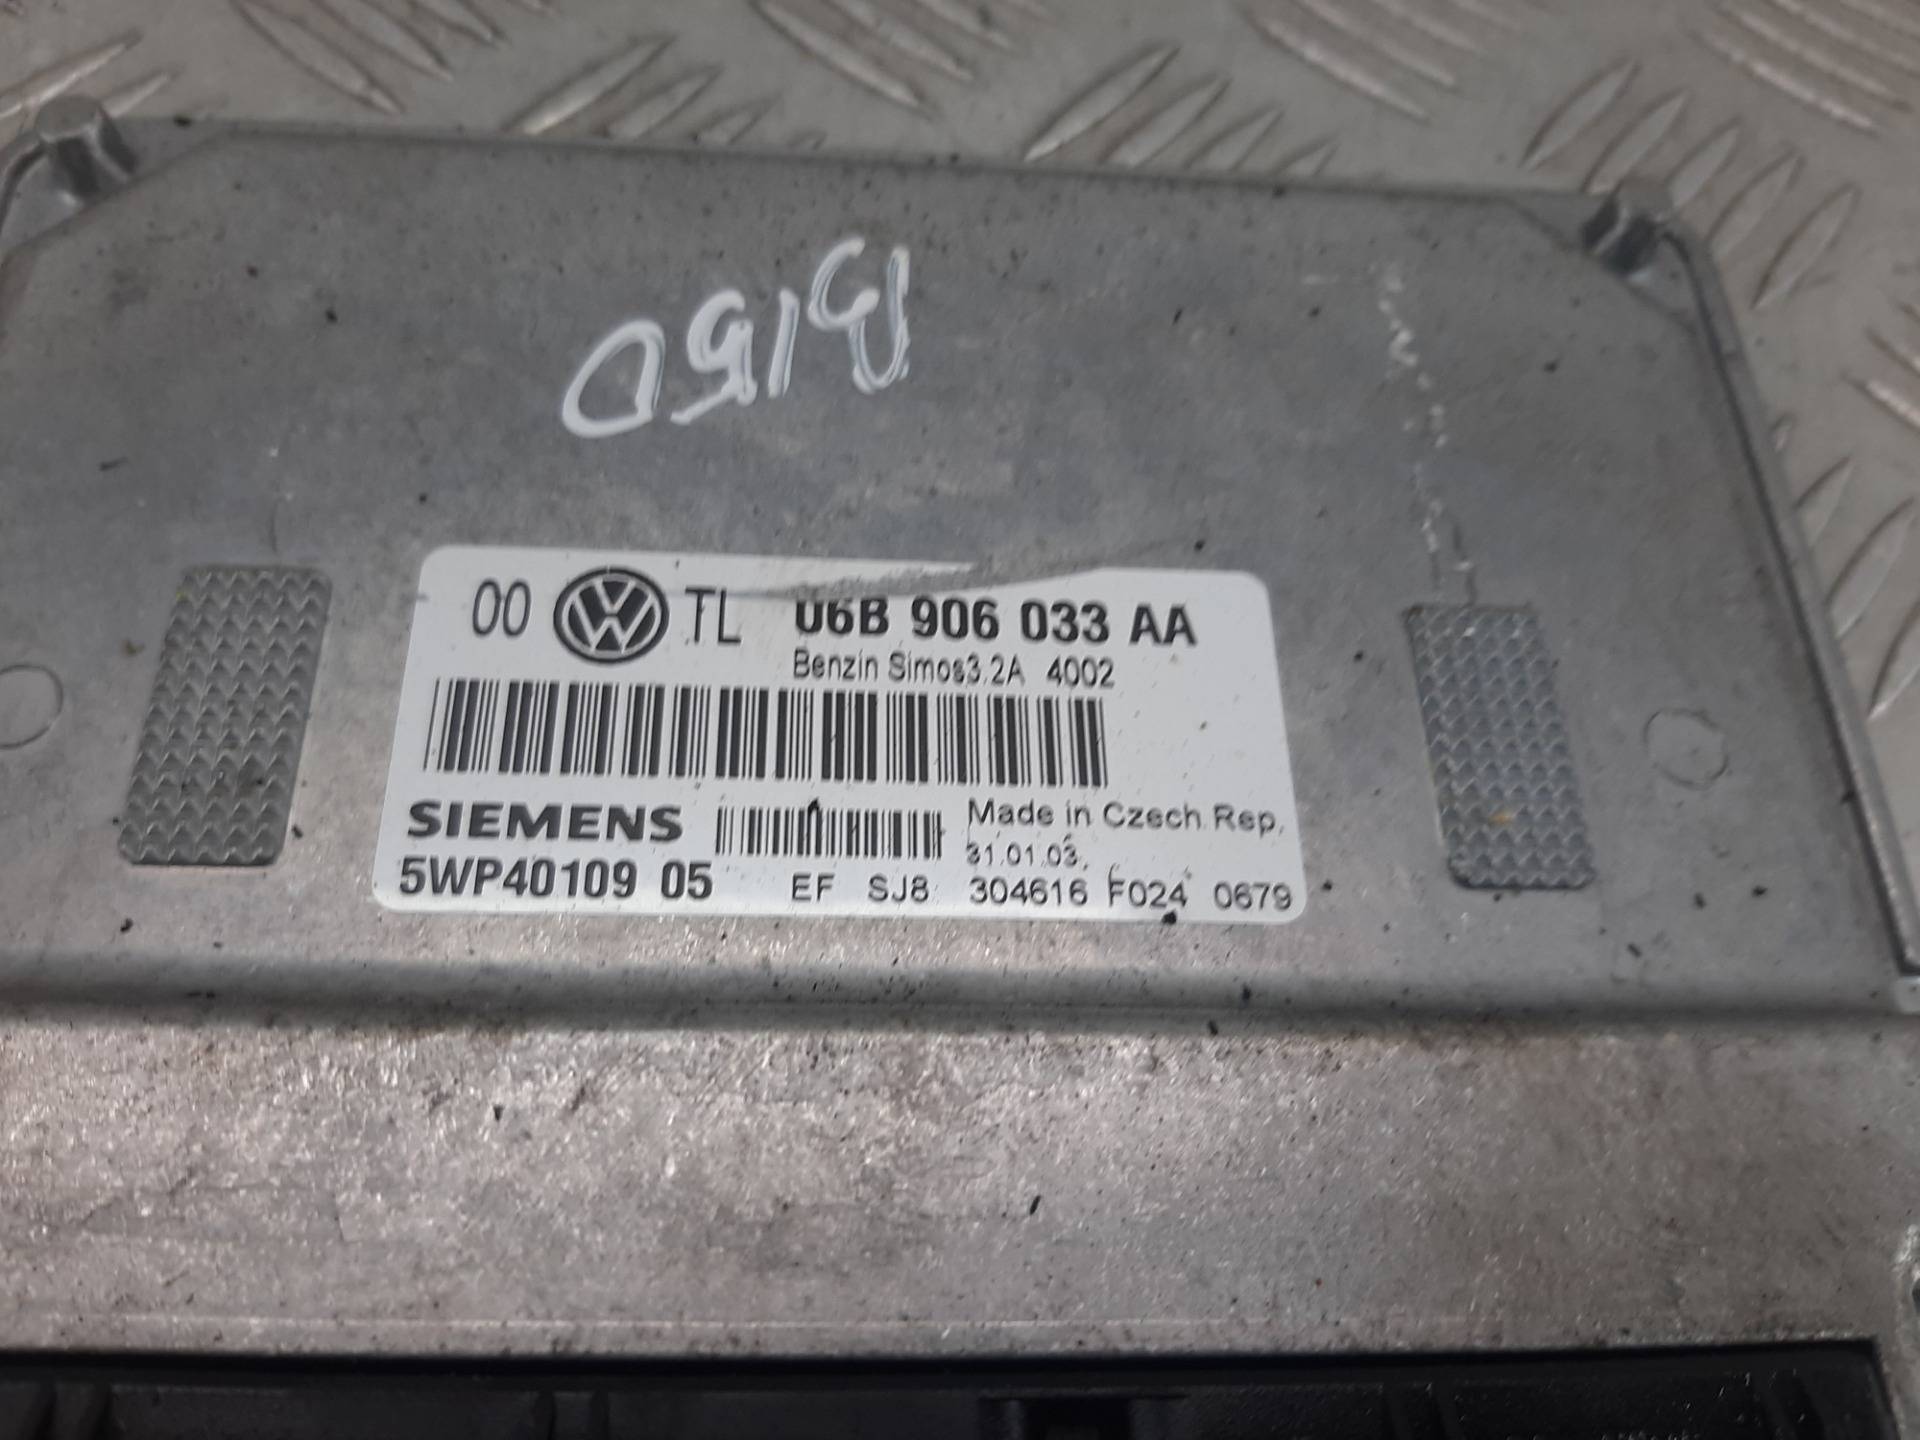 00 VW TL 06B 906 033 AA
Benzin Simos3.2A 4002
SIEMENS
Made in Czech Rep.
31.01.03.
5WP40109 05 EF SJ8 304616 F024 0679